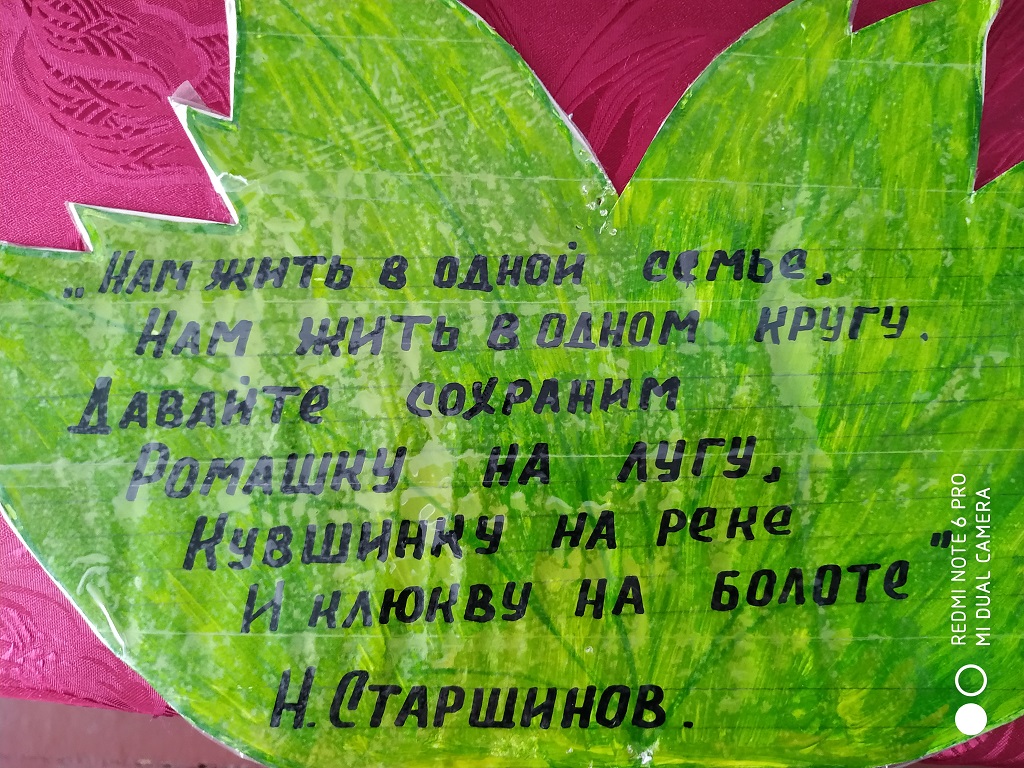 „Нам жить в одной семье,
Нам жить в одном кругу.
Давайте сохраним
Ромашку на лугу,
Кувшинку на реке
И клюкву на болоте"
Н. Старшинов.
REDMI NOTE 6 PRO
MI DUAL CAMERA